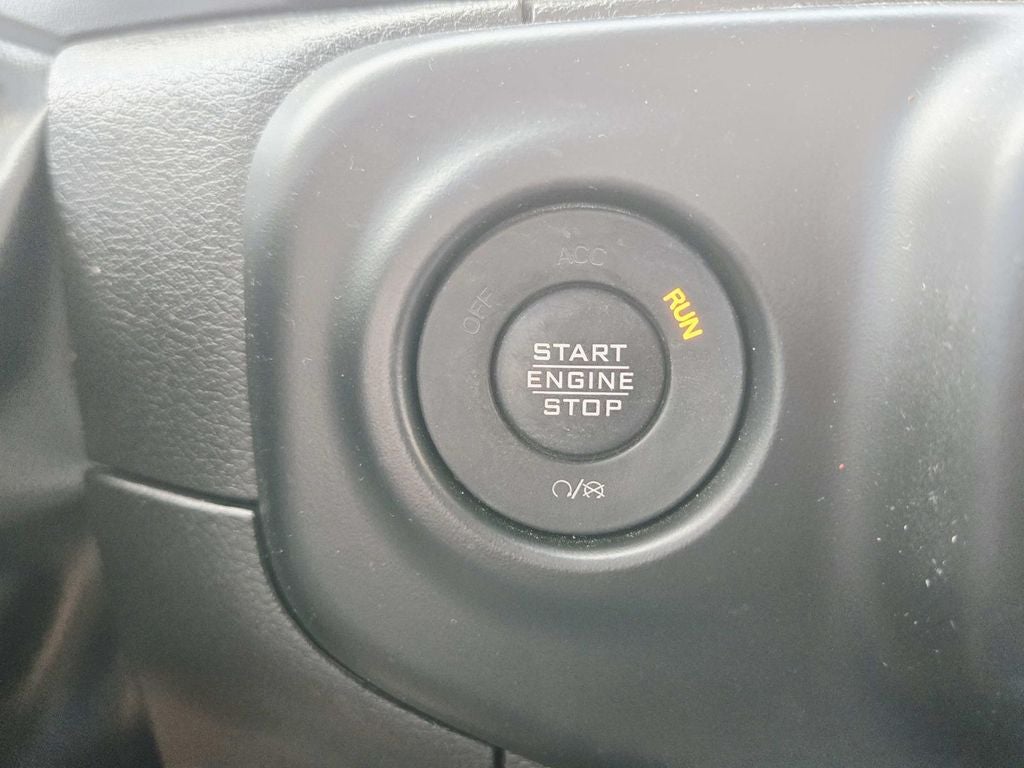 ACC
OFF
RUN
START
ENGINE
STOP